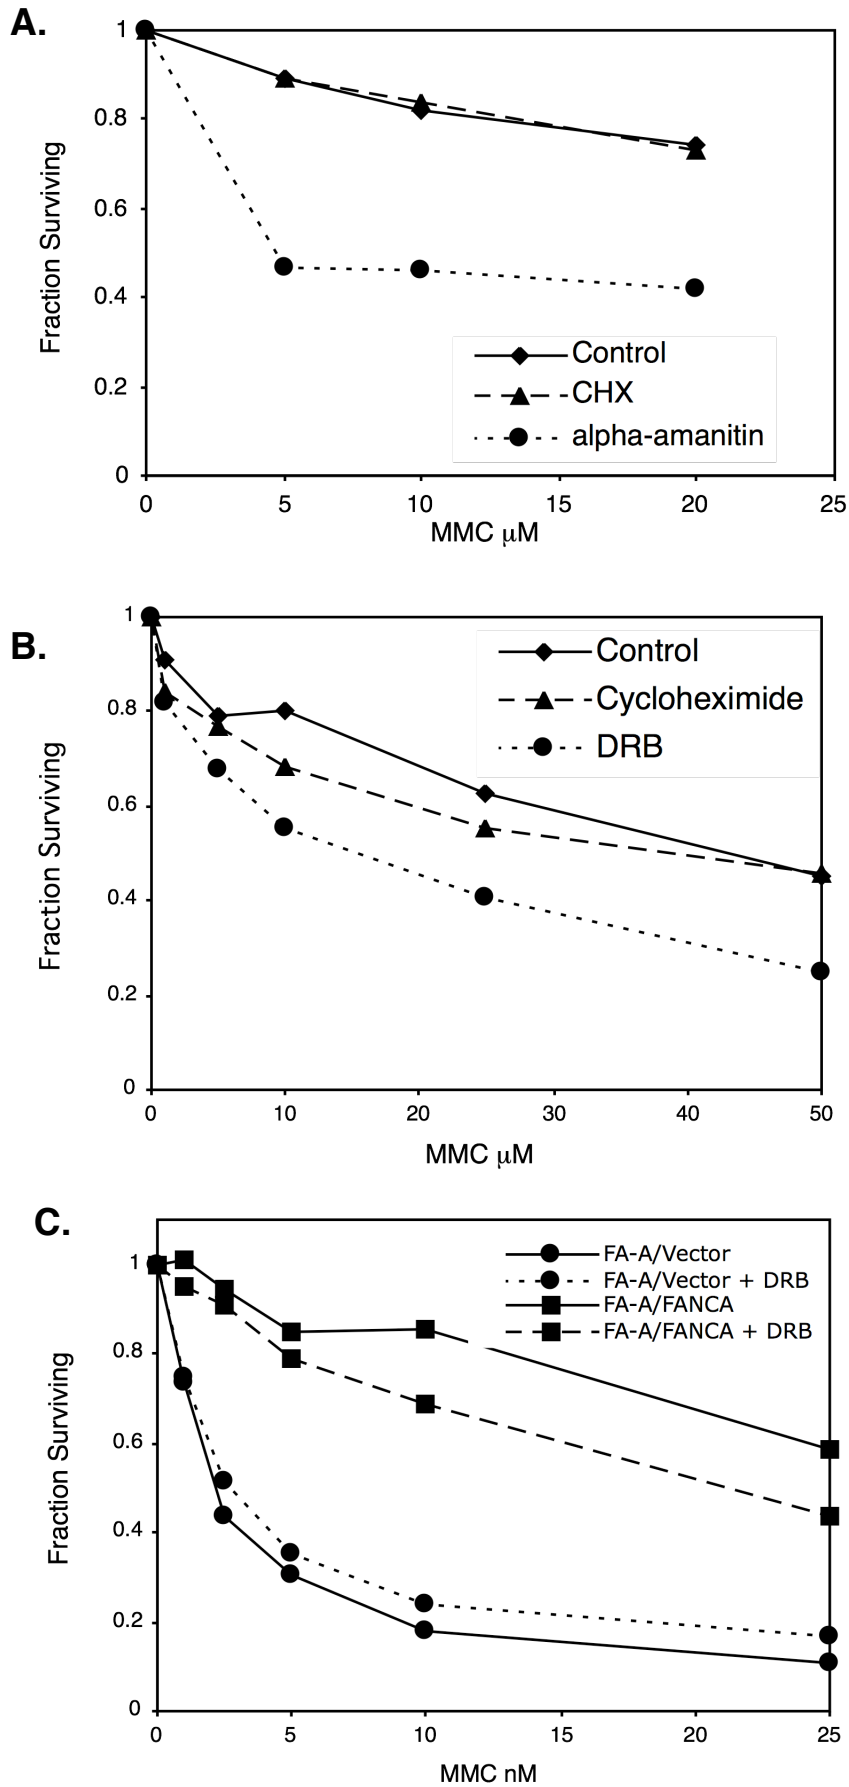 A.
1
0.8
0.6
0.4
0.2
0
Fraction Surviving
Control
CHX
alpha-amanitin
0 5 10 15 20 25
MMC μM
B.
1
0.8
0.6
0.4
0.2
0
Fraction Surviving
Control
Cycloheximide
DRB
0 10 20 30 40 50
MMC μM
C.
1
0.8
0.6
0.4
0.2
0
Fraction Surviving
FA-A/Vector
FA-A/Vector + DRB
FA-A/FANCA
FA-A/FANCA + DRB
0 5 10 15 20 25
MMC nM